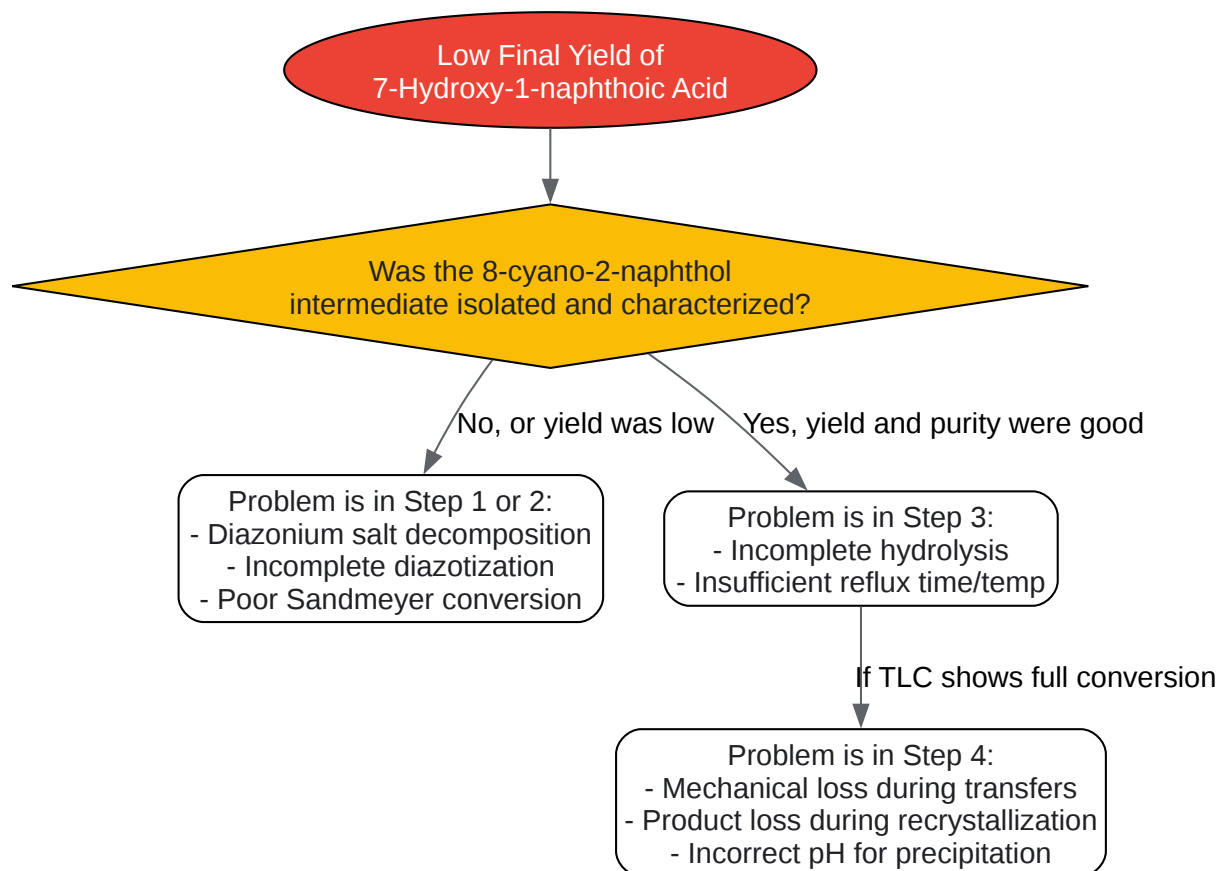 Low Final Yield of
7-Hydroxy-1-naphthoic Acid
Was the 8-cyano-2-naphthol
intermediate isolated and characterized?
No, or yield was low
Yes, yield and purity were good
Problem is in Step 1 or 2:
- Diazonium salt decomposition
- Incomplete diazotization
- Poor Sandmeyer conversion
Problem is in Step 3:
- Incomplete hydrolysis
- Insufficient reflux time/temp
If TLC shows full conversion
Problem is in Step 4:
- Mechanical loss during transfers
- Product loss during recrystallization
- Incorrect pH for precipitation